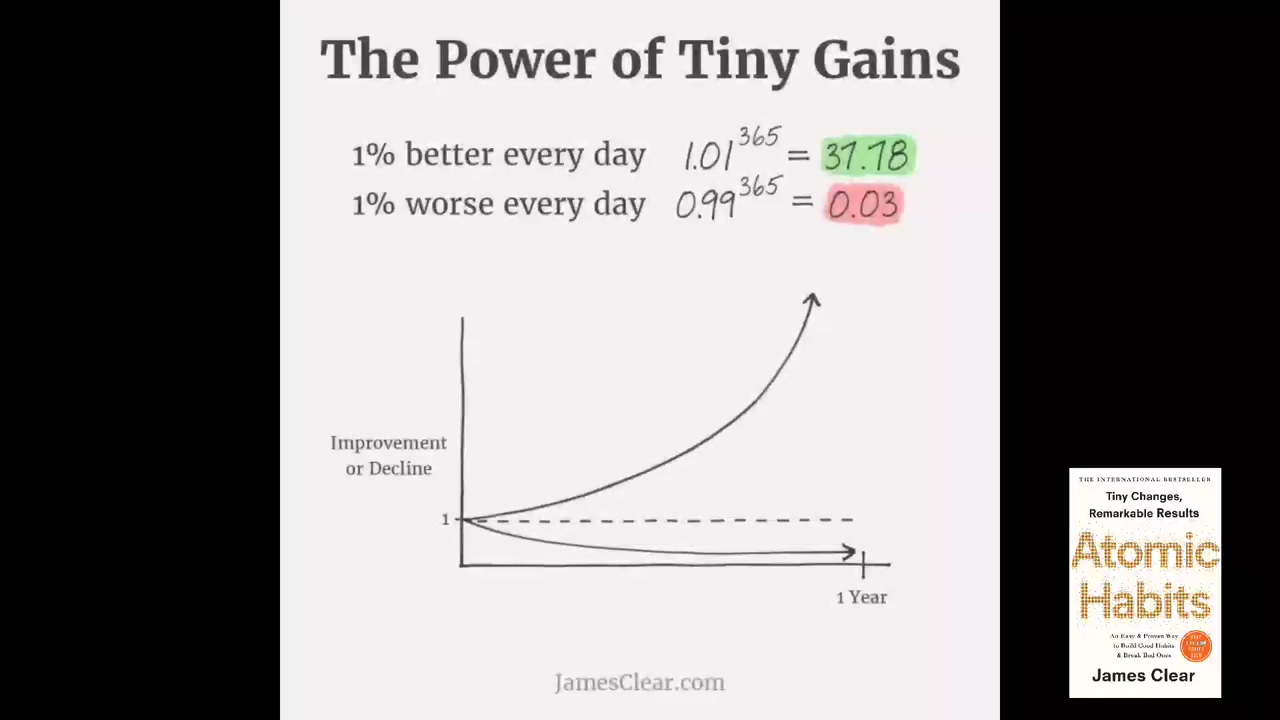 The Power of Tiny Gains
1% better every day 1.01^365 = 37.78
1% worse every day 0.99^365 = 0.03
Improvement
or Decline
1
1 Year
JamesClear.com
THE INTERNATIONAL BESTSELLER
Tiny Changes,
Remarkable Results
Atomic
Habits
An Easy & Proven Way
to Build Good Habits
& Break Bad Ones
James Clear